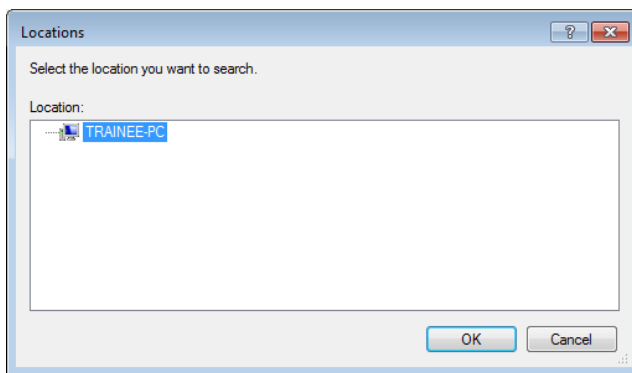 Locations
Select the location you want to search.
Location:
TRAINEE-PC
OK
Cancel